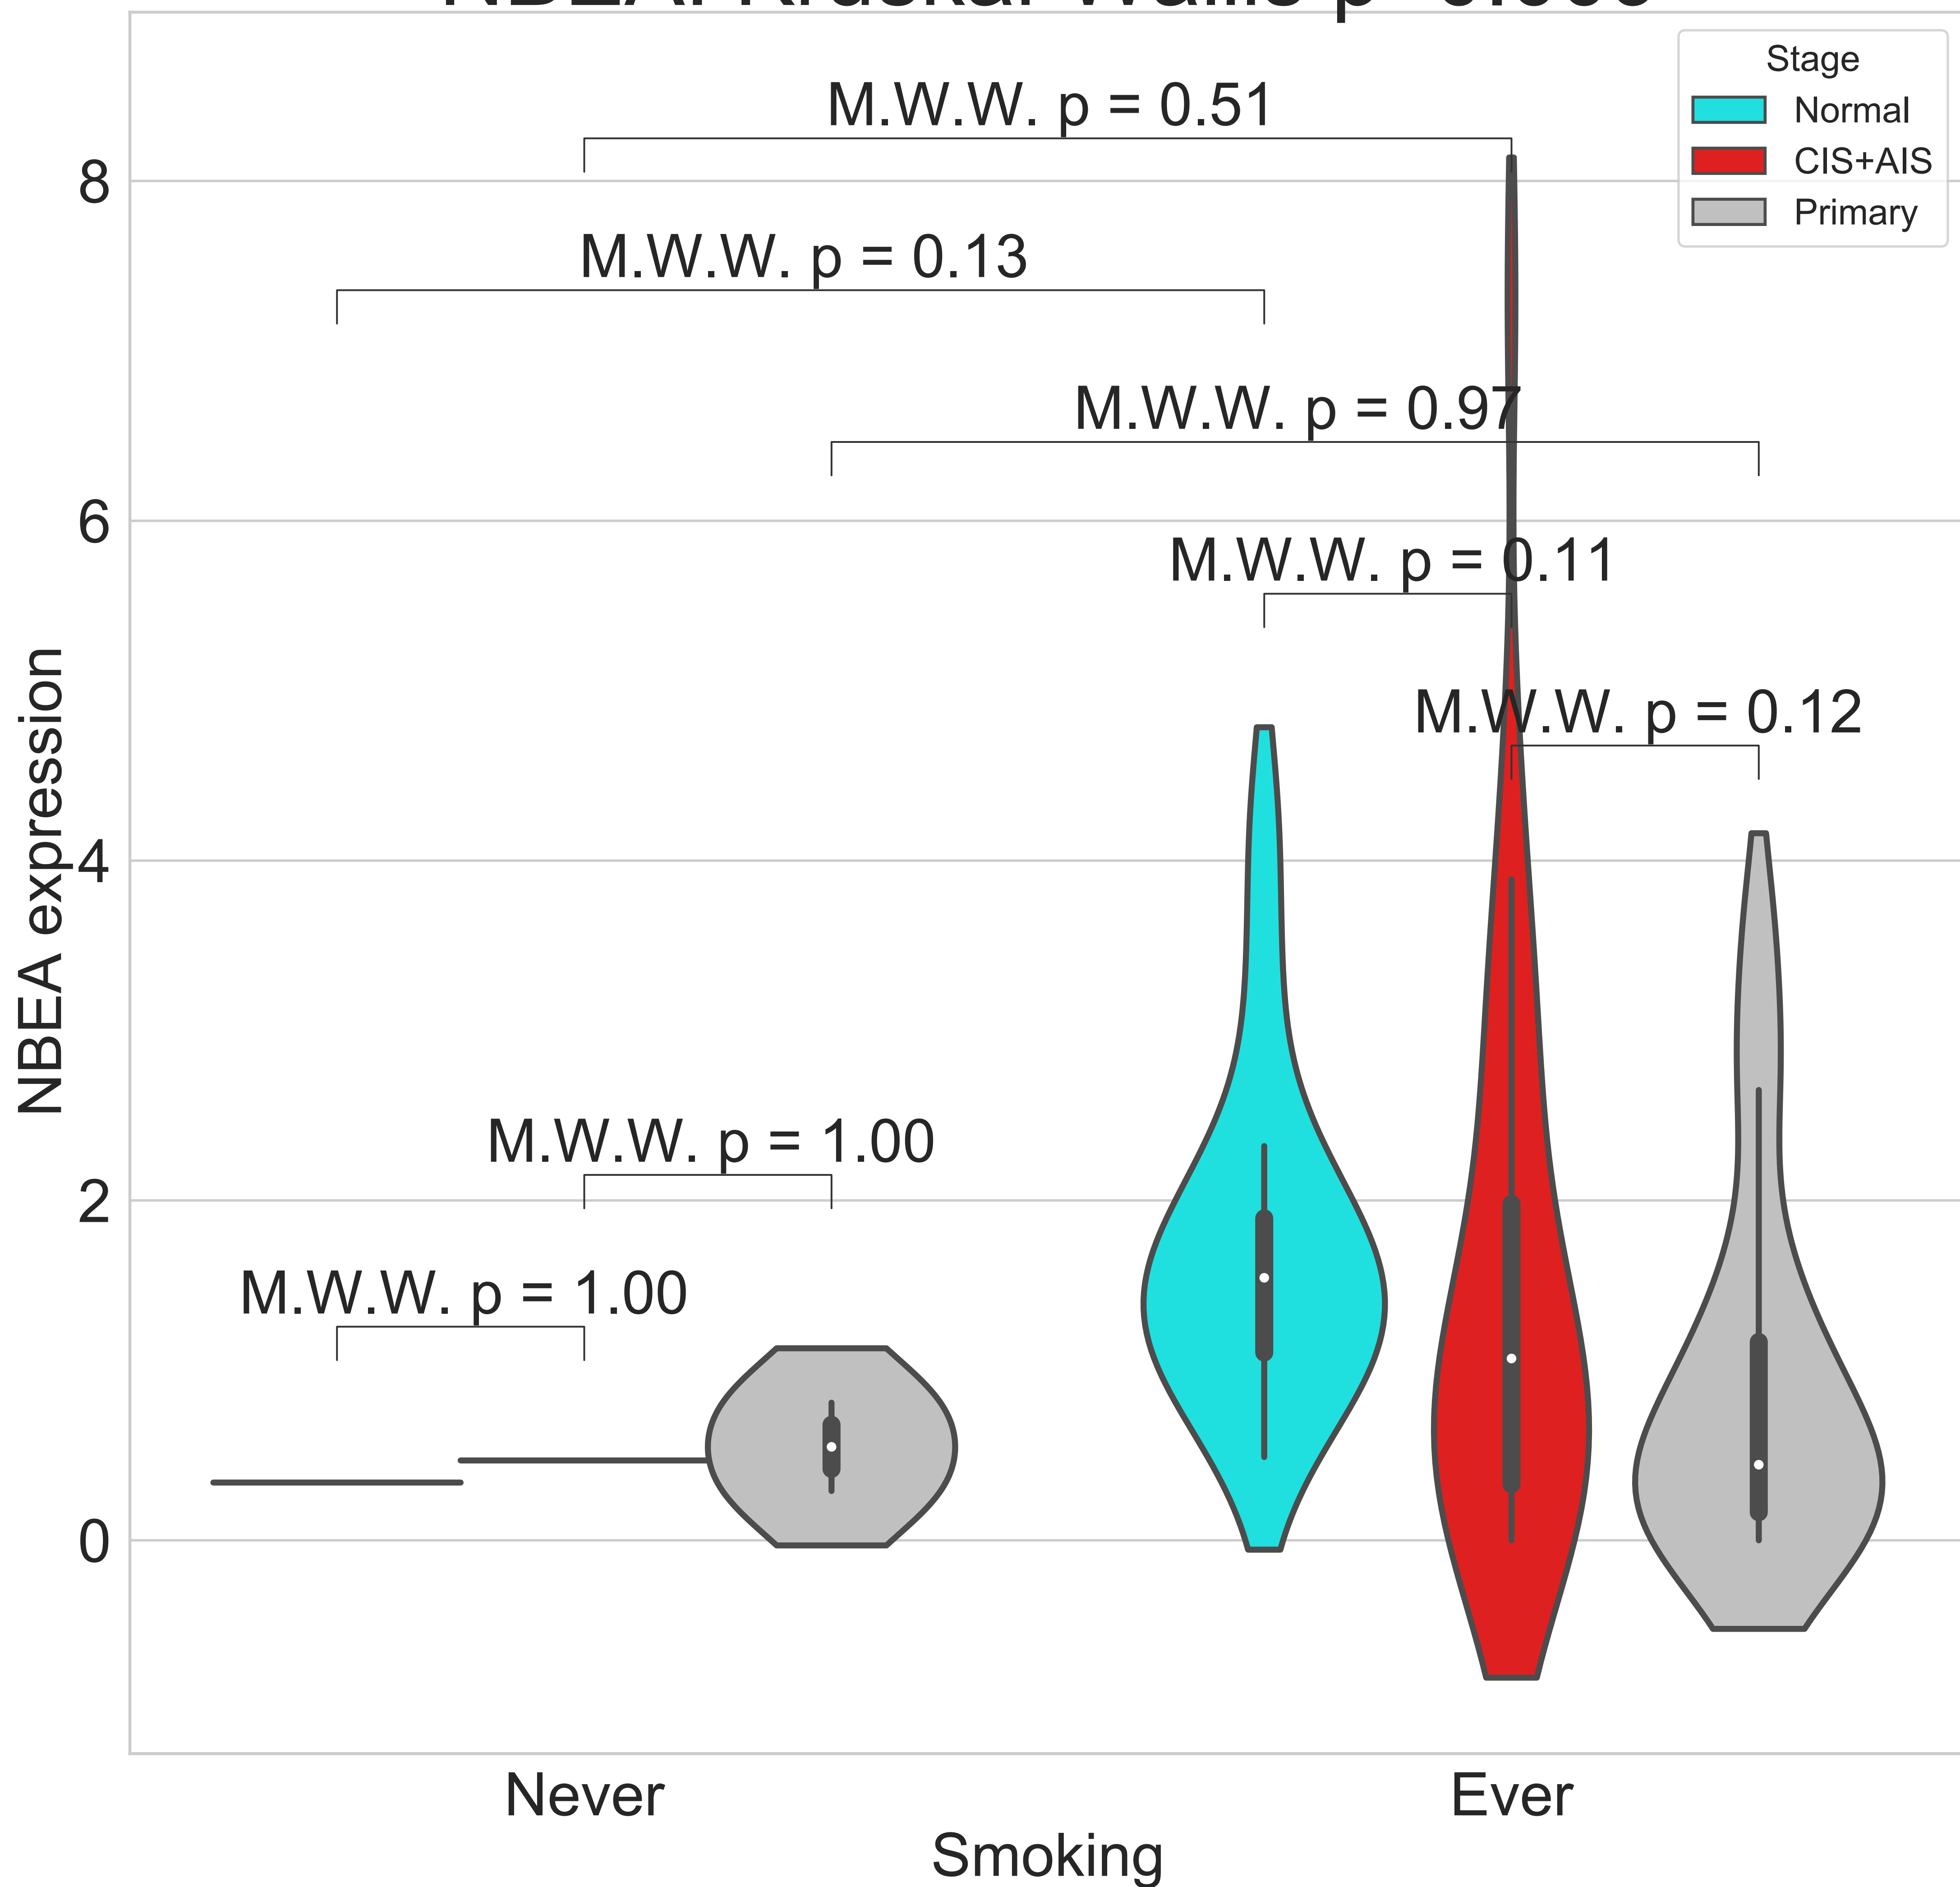 Stage
Normal
CIS+AIS
Primary
M.W.W. p = 0.51
M.W.W. p = 0.13
M.W.W. p = 0.97
M.W.W. p = 0.11
M.W.W. p = 0.12
M.W.W. p = 1.00
M.W.W. p = 1.00
8
6
4
2
0
NBEA expression
Never
Ever
Smoking